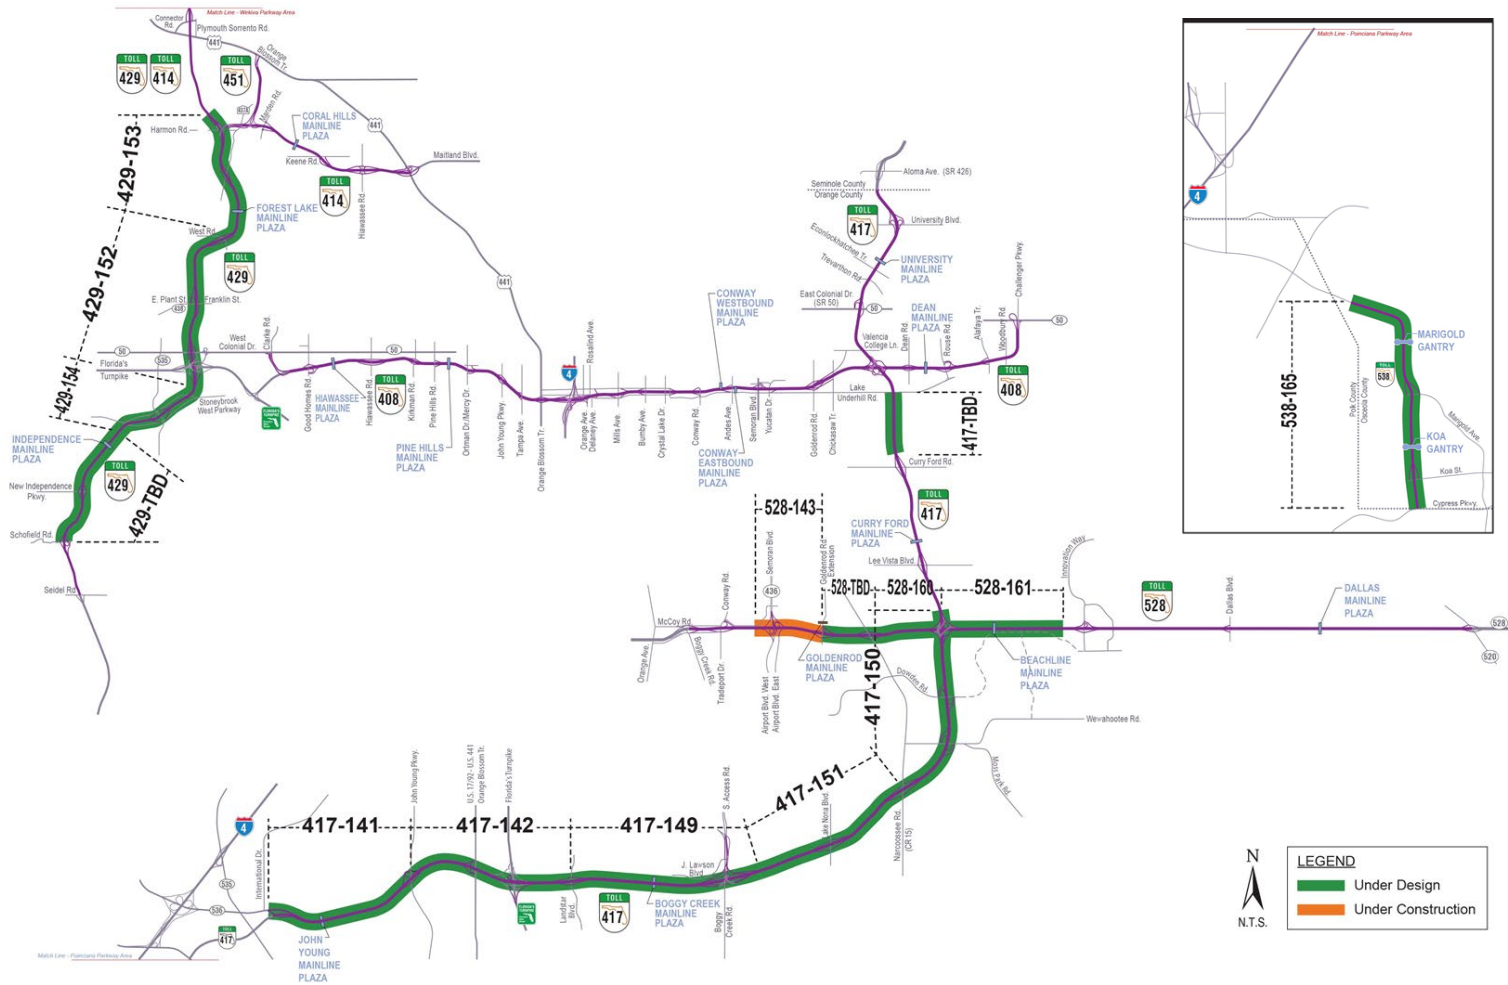 Match Line - Wekiva Parkway Area
Connector
Rd.
Plymouth Sorrento Rd.
441
Orange
Blossom Tr.
TOLL
429
TOLL
414
TOLL
451
Marden Rd.
Harmon Rd.
429-153
CORAL HILLS
MAINLINE
PLAZA
441
Keene Rd.
Maitland Blvd.
TOLL
414
Hiawassee Rd.
FOREST LAKE
MAINLINE
PLAZA
West Rd.
429-152
TOLL
429
441
E. Plant St.
Franklin St.
438
West
Colonial Dr.
Clarke Rd.
50
50
535
Florida's
Turnpike
429-154
Stoneybrook
West Parkway
Good Homes Rd.
HIAWASSEE
MAINLINE
PLAZA
Hiawassee Rd.
TOLL
408
Kirkman Rd.
Pine Hills Rd.
PINE HILLS
MAINLINE
PLAZA
Ortman Dr./Mercy Dr.
John Young Pkwy.
Tampa Ave.
Orange Blossom Tr.
4
Rosalind Ave.
Orange Ave.
Delaney Ave.
Mills Ave.
Bumby Ave.
Crystal Lake Dr.
Conway Rd.
CONWAY
WESTBOUND
MAINLINE
PLAZA
Andes Ave.
Semoran Blvd.
Yucatan Dr.
CONWAY
EASTBOUND
MAINLINE
PLAZA
Goldenrod Rd.
Chickasaw Tr.
INDEPENDENCE
MAINLINE
PLAZA
TOLL
429
429-TBD
New Independence
Pkwy.
Schofield Rd.
Seidel Rd.
Aloma Ave. (SR 426)
Seminole County
Orange County
TOLL
417
University Blvd.
Econlockhatchee Tr.
Trevarthon Rd.
UNIVERSITY
MAINLINE
PLAZA
East Colonial Dr.
(SR 50)
50
DEAN
MAINLINE
PLAZA
Valencia
College Ln.
Dean Rd.
Rouse Rd.
Alafaya Tr.
Woodbury Rd.
Challenger Pkwy.
50
TOLL
408
Lake
Underhill Rd.
417-TBD
Curry Ford Rd.
TOLL
417
CURRY FORD
MAINLINE
PLAZA
Lee Vista Blvd.
528-143
Semoran Blvd.
436
Goldenrod Rd.
Extension
528-TBD
528-160
528-161
Innovation Way
TOLL
528
Dallas Blvd.
DALLAS
MAINLINE
PLAZA
528
520
McCoy Rd.
Conway Rd.
Orange Ave.
Boggy Creek Rd.
Tradeport Dr.
Airport Blvd. West
Airport Blvd. East
GOLDENROD
MAINLINE
PLAZA
417-150
Dowden Rd.
BEACHLINE
MAINLINE
PLAZA
Wewahootee Rd.
Moss Park Rd.
417-151
Narcoossee Rd.
(CR 15)
Lake Nona Blvd.
S. Access Rd.
John Young Pkwy.
U.S. 17/92 - U.S. 441
Orange Blossom Tr.
Florida's Turnpike
417-141
417-142
417-149
4
International Dr.
535
536
TOLL
417
JOHN
YOUNG
MAINLINE
PLAZA
Landstar
Blvd.
TOLL
417
J. Lawson
Blvd.
BOGGY CREEK
MAINLINE
PLAZA
Boggy
Creek Rd.
Match Line - Poinciana Parkway Area
Match Line - Poinciana Parkway Area
4
538-165
Polk County
Osceola County
TOLL
538
MARIGOLD
GANTRY
Marigold Ave.
KOA
GANTRY
Koa St.
Cypress Pkwy.
N
N.T.S.
LEGEND
Under Design
Under Construction